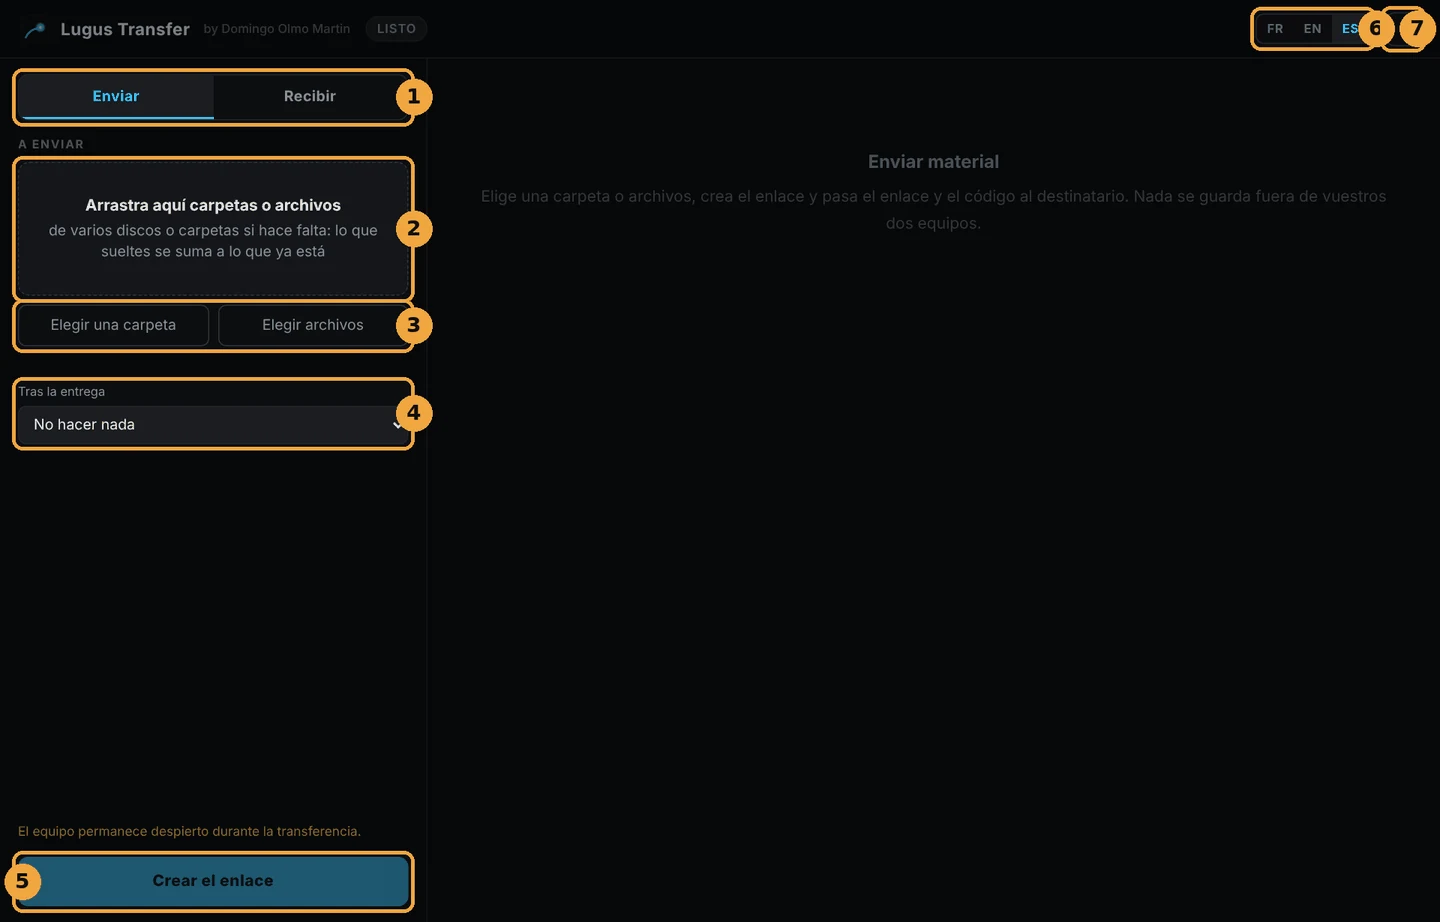 Lugus Transfer by Domingo Olmo Martin LISTO
FR EN ES 6 7
Enviar Recibir 1
A ENVIAR
Arrastra aquí carpetas o archivos
de varios discos o carpetas si hace falta: lo que
sueltes se suma a lo que ya está
2
Elegir una carpeta Elegir archivos 3
Tras la entrega
No hacer nada 4
El equipo permanece despierto durante la transferencia.
5 Crear el enlace
Enviar material
Elige una carpeta o archivos, crea el enlace y pasa el enlace y el código al destinatario. Nada se guarda fuera de vuestros
dos equipos.